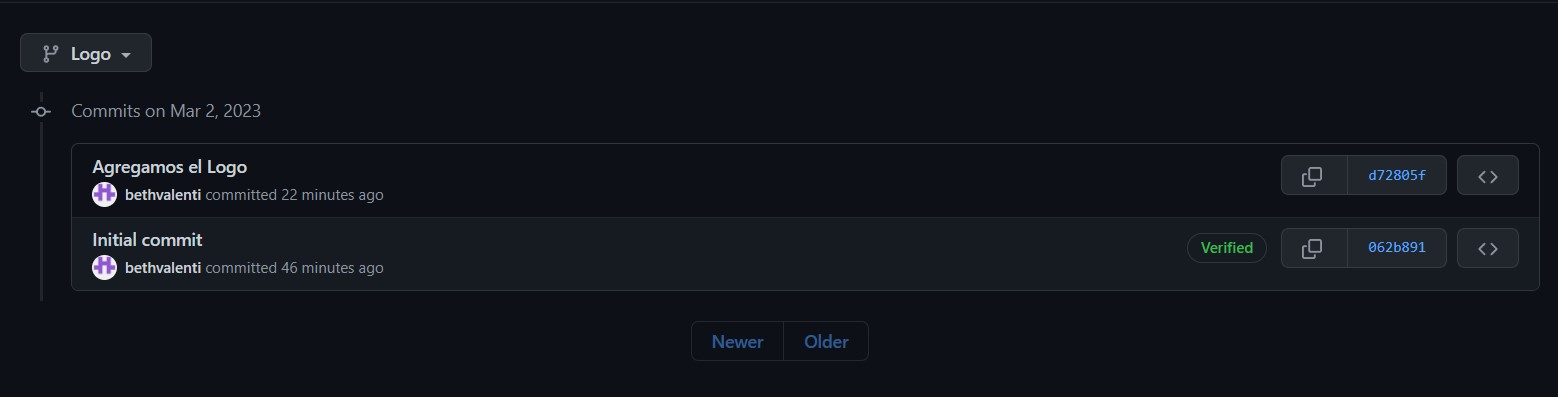 Logo
Commits on Mar 2, 2023
Agregamos el Logo
bethvalenti committed 22 minutes ago
d72805f
Initial commit
bethvalenti committed 46 minutes ago
Verified
062b891
Newer Older